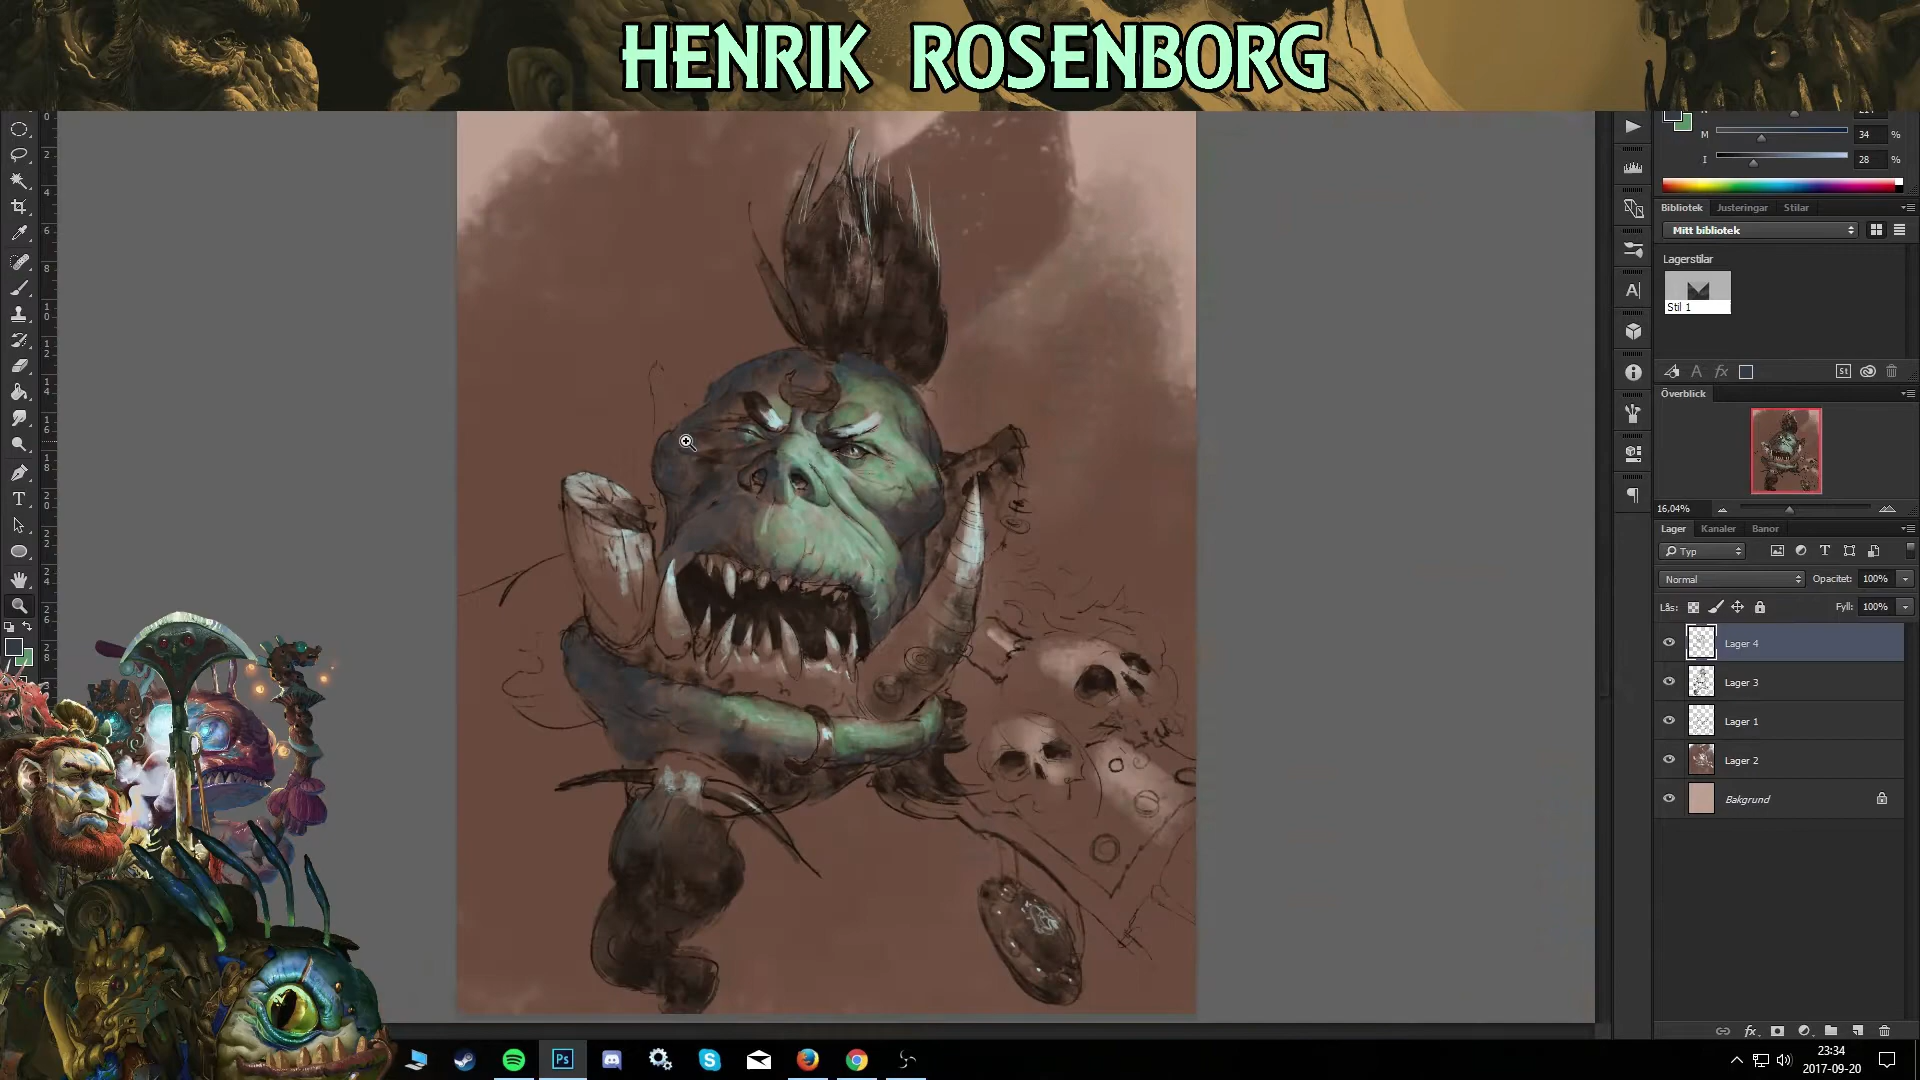 HENRIK ROSENBORG
M 34 %
I 28 %
Bibliotek Justeringar Stilar
Mitt bibliotek
Lagerstilar
Stil 1
Överblick
16,04%
Lager Kanaler Banor
Typ
Normal Opacitet: 100%
Lås: Fyll: 100%
Lager 4
Lager 3
Lager 1
Lager 2
Bakgrund
fx
Ps
23:34
2017-09-20